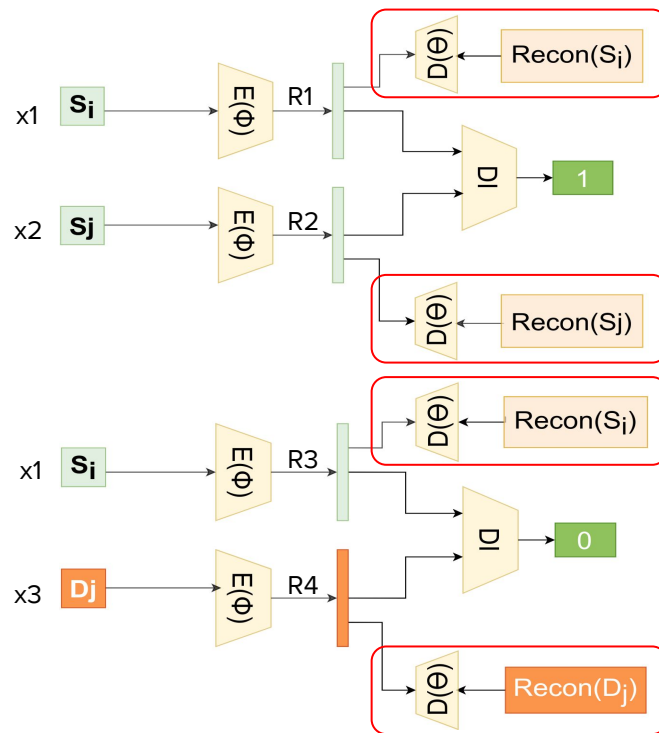 D(Θ)
Recon(Si)
x1
Si
E(Φ)
R1
DI
1
x2
Sj
E(Φ)
R2
D(Θ)
Recon(Sj)
D(Θ)
Recon(Si)
x1
Si
E(Φ)
R3
DI
0
x3
Dj
E(Φ)
R4
D(Θ)
Recon(Dj)